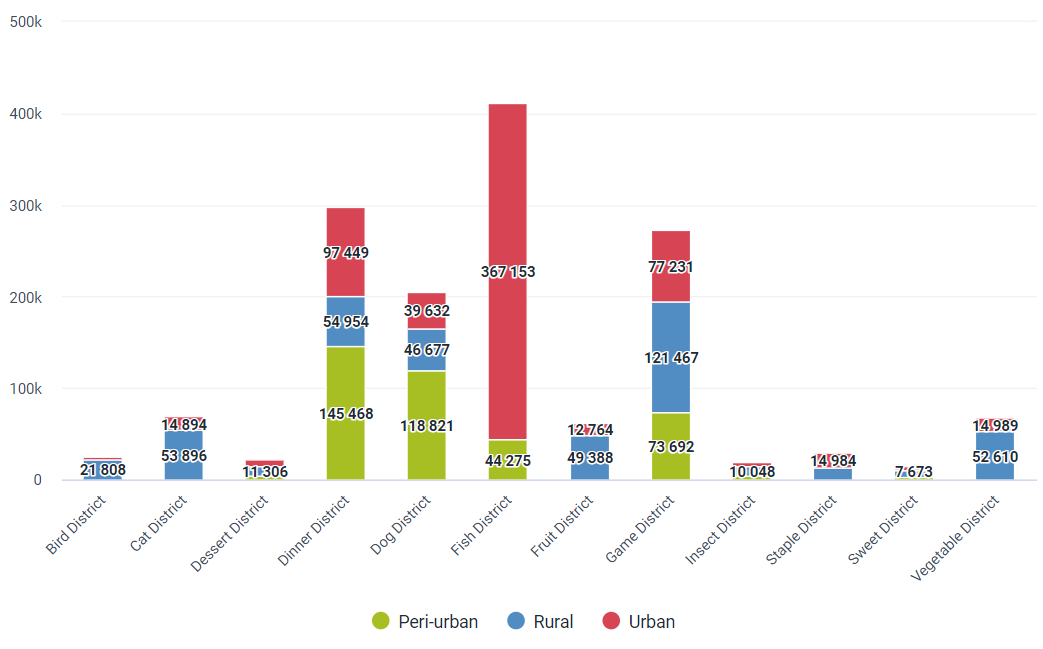 500k
400k
300k
200k
100k
0
21 808
14 894
53 896
11 306
97 449
54 954
145 468
39 632
46 677
118 821
367 153
44 275
12 764
49 388
77 231
121 467
73 692
10 048
14 984
7 673
14 989
52 610
Bird District
Cat District
Dessert District
Dinner District
Dog District
Fish District
Fruit District
Game District
Insect District
Staple District
Sweet District
Vegetable District
Peri-urban Rural Urban